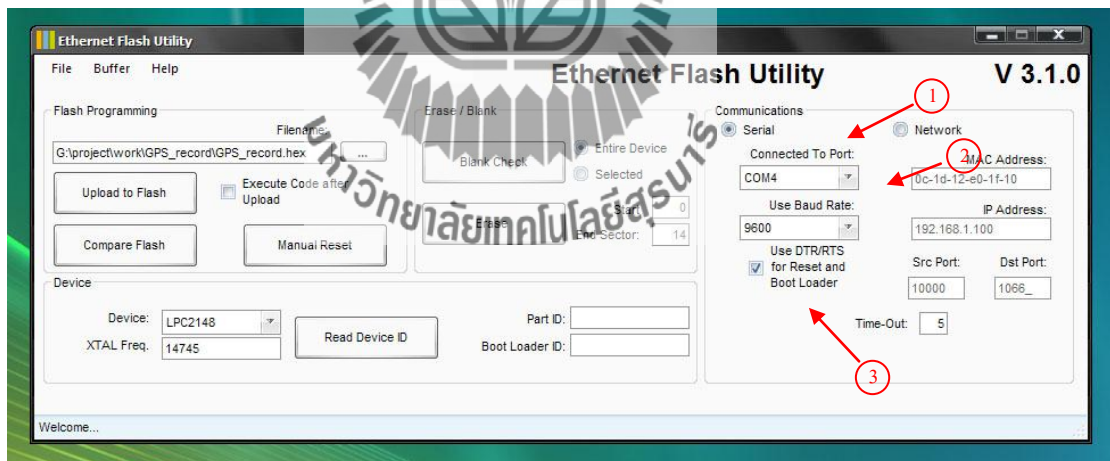 Ethernet Flash Utility
File Buffer Help
Ethernet Flash Utility V 3.1.0
Flash Programming
Filename:
G:\project\work\GPS_record\GPS_record.hex ...
Upload to Flash
Execute Code after
Upload
Compare Flash
Manual Reset
Erase / Blank
Blank Check
Entire Device
Selected
Start 0
Erase
End Sector: 14
Communications
Serial
Network
Connected To Port:
COM4
MAC Address:
0c-1d-12-e0-1f-10
Use Baud Rate:
9600
IP Address:
192.168.1.100
Use DTR/RTS
for Reset and
Boot Loader
Src Port: Dst Port:
10000 1066_
Time-Out: 5
1
2
3
Device
Device: LPC2148
XTAL Freq. 14745
Read Device ID
Part ID:
Boot Loader ID:
Welcome...
มหาวิทยาลัยเทคโนโลยีสุรนารี